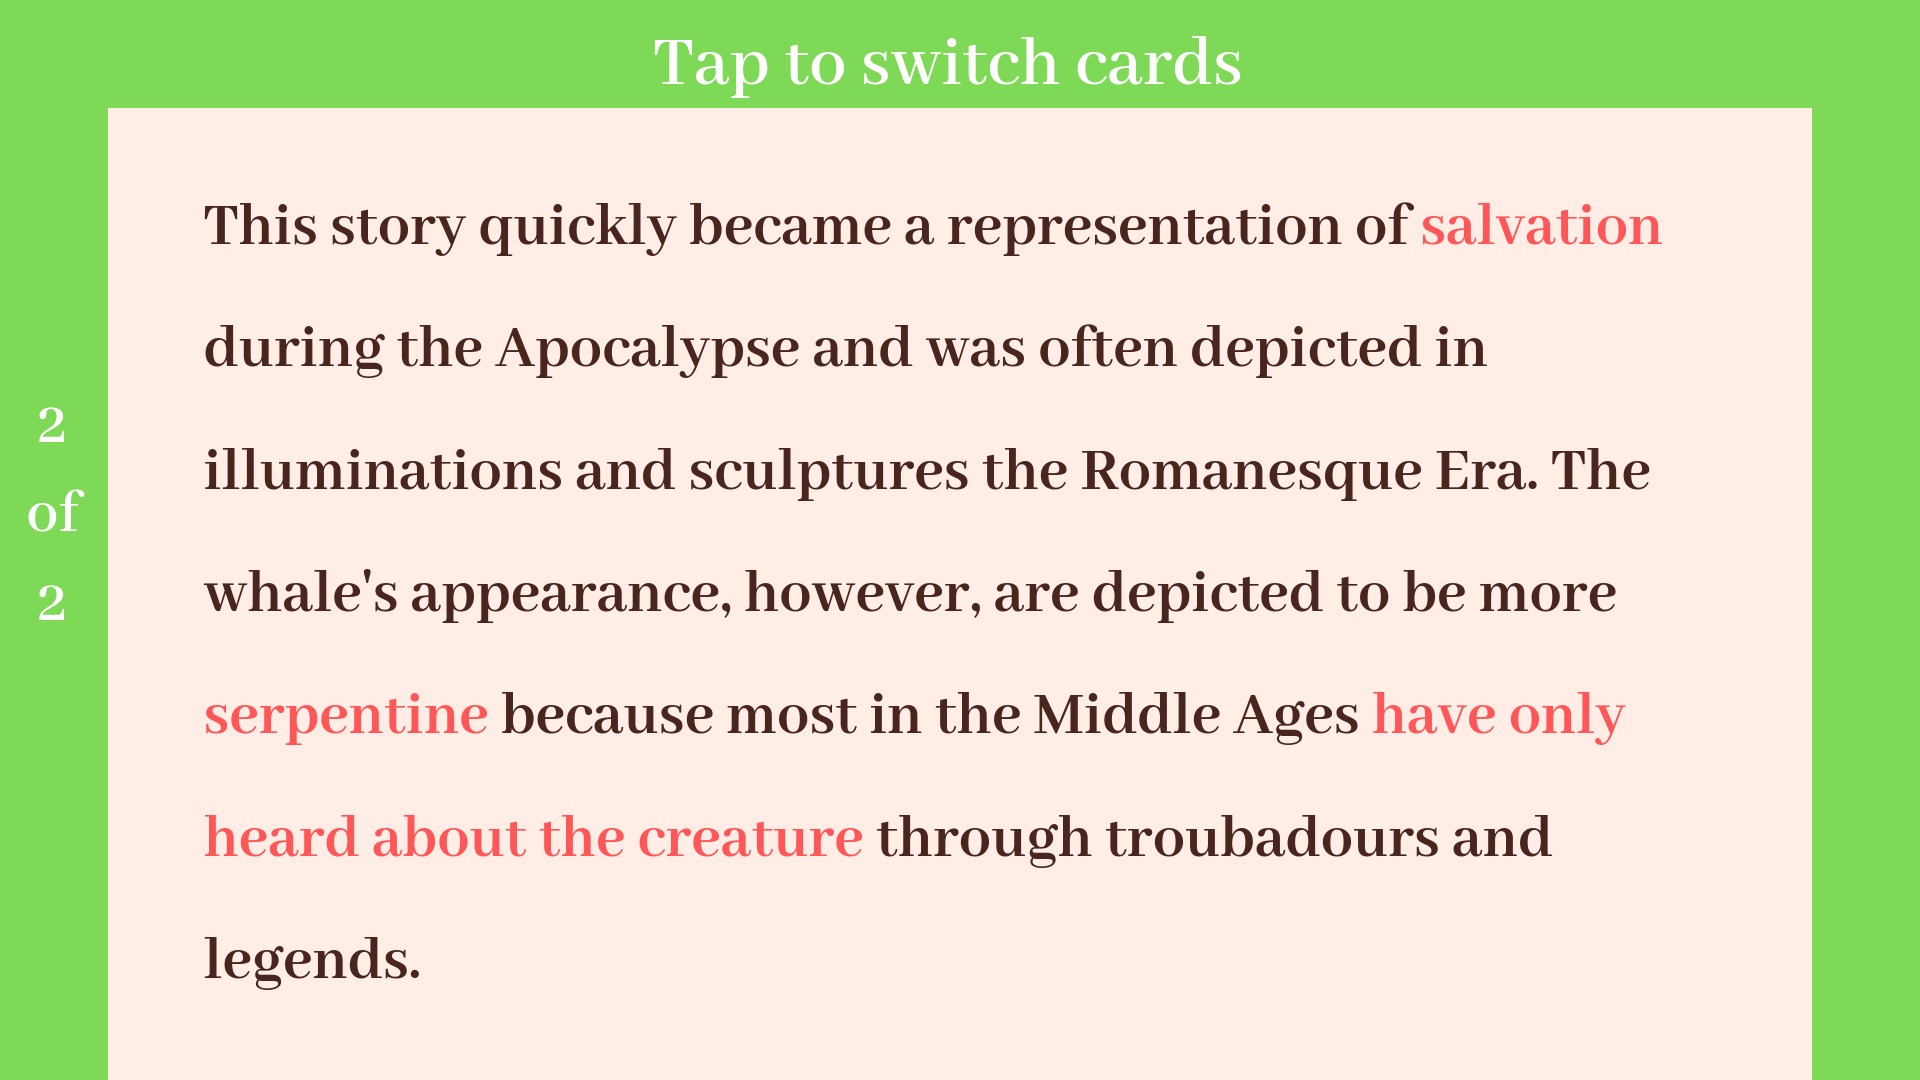 Tap to switch cards
This story quickly became a representation of salvation
during the Apocalypse and was often depicted in
illuminations and sculptures the Romanesque Era. The
whale's appearance, however, are depicted to be more
serpentine because most in the Middle Ages have only
heard about the creature through troubadours and
legends.
2
of
2